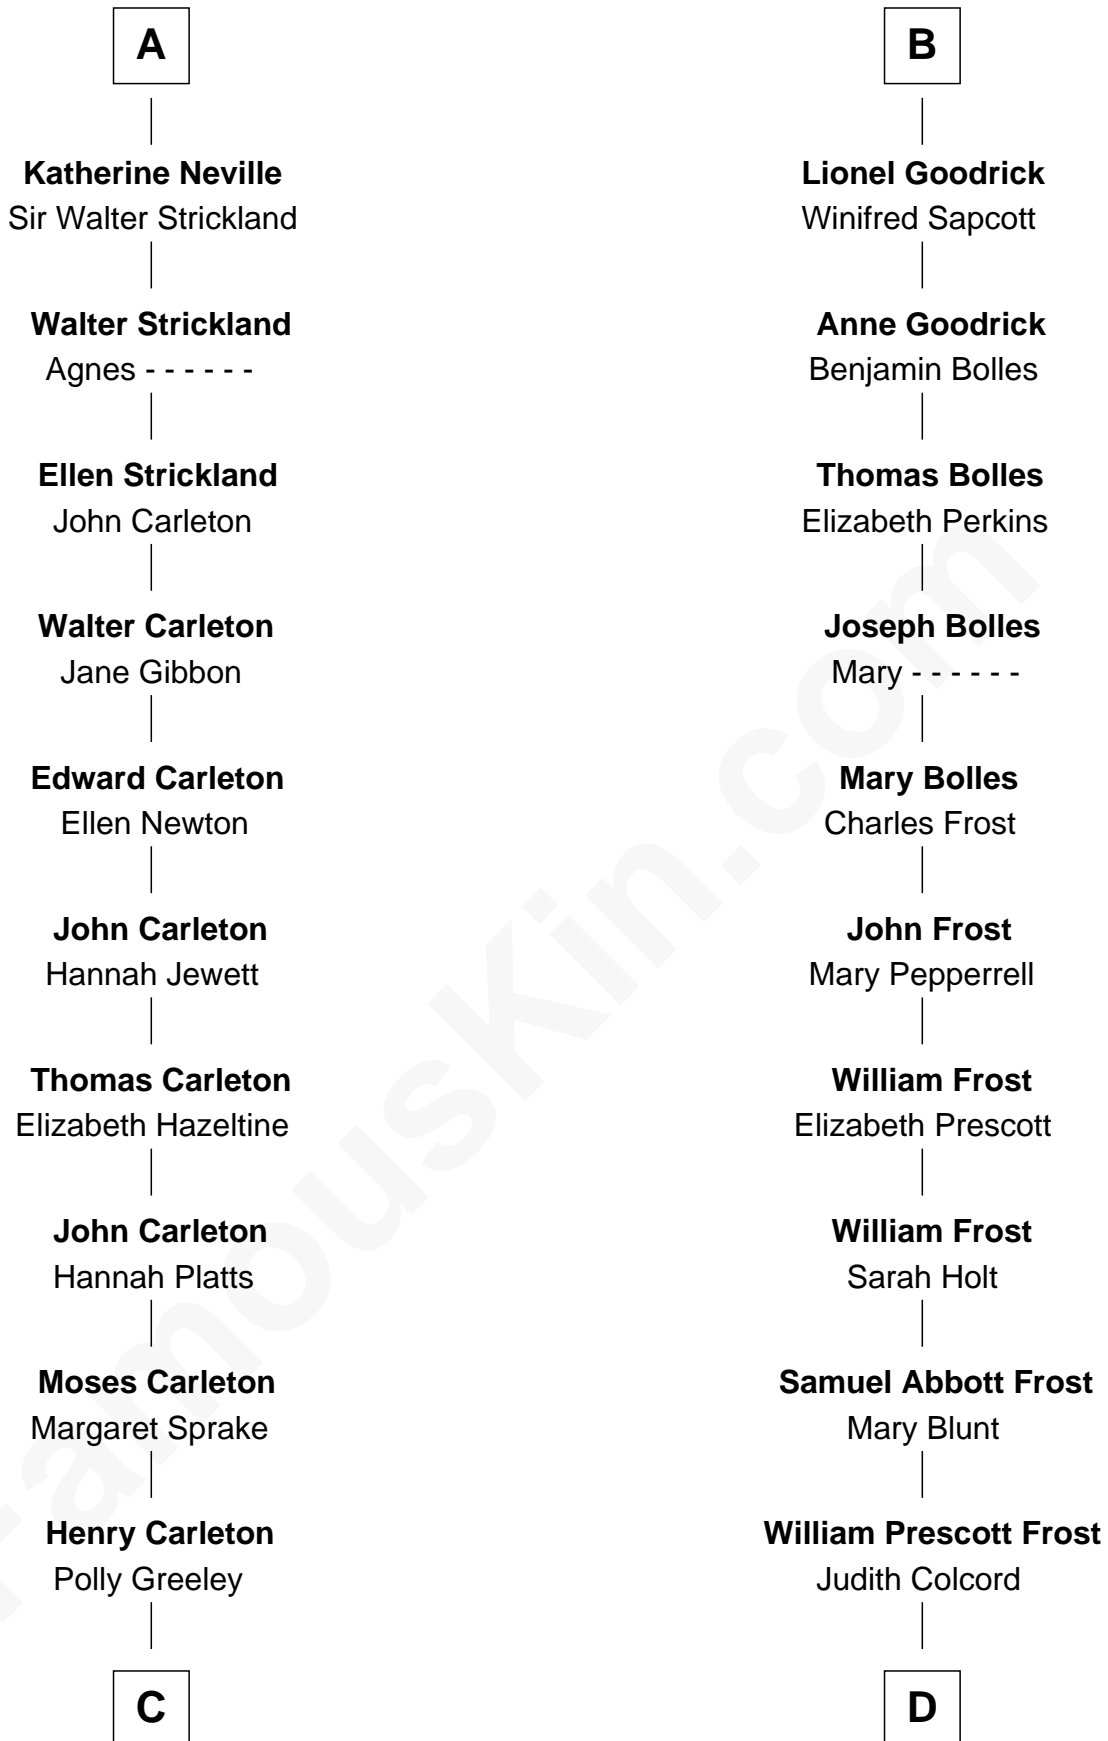 A
Katherine Neville
Sir Walter Strickland
Walter Strickland
Agnes - - - - - -
Ellen Strickland
John Carleton
Walter Carleton
Jane Gibbon
Edward Carleton
Ellen Newton
John Carleton
Hannah Jewett
Thomas Carleton
Elizabeth Hazeltine
John Carleton
Hannah Platts
Moses Carleton
Margaret Sprake
Henry Carleton
Polly Greeley
C
B
Lionel Goodrick
Winifred Sapcott
Anne Goodrick
Benjamin Bolles
Thomas Bolles
Elizabeth Perkins
Joseph Bolles
Mary - - - - - -
Mary Bolles
Charles Frost
John Frost
Mary Pepperrell
William Frost
Elizabeth Prescott
William Frost
Sarah Holt
Samuel Abbott Frost
Mary Blunt
William Prescott Frost
Judith Colcord
D
FamousKin.com